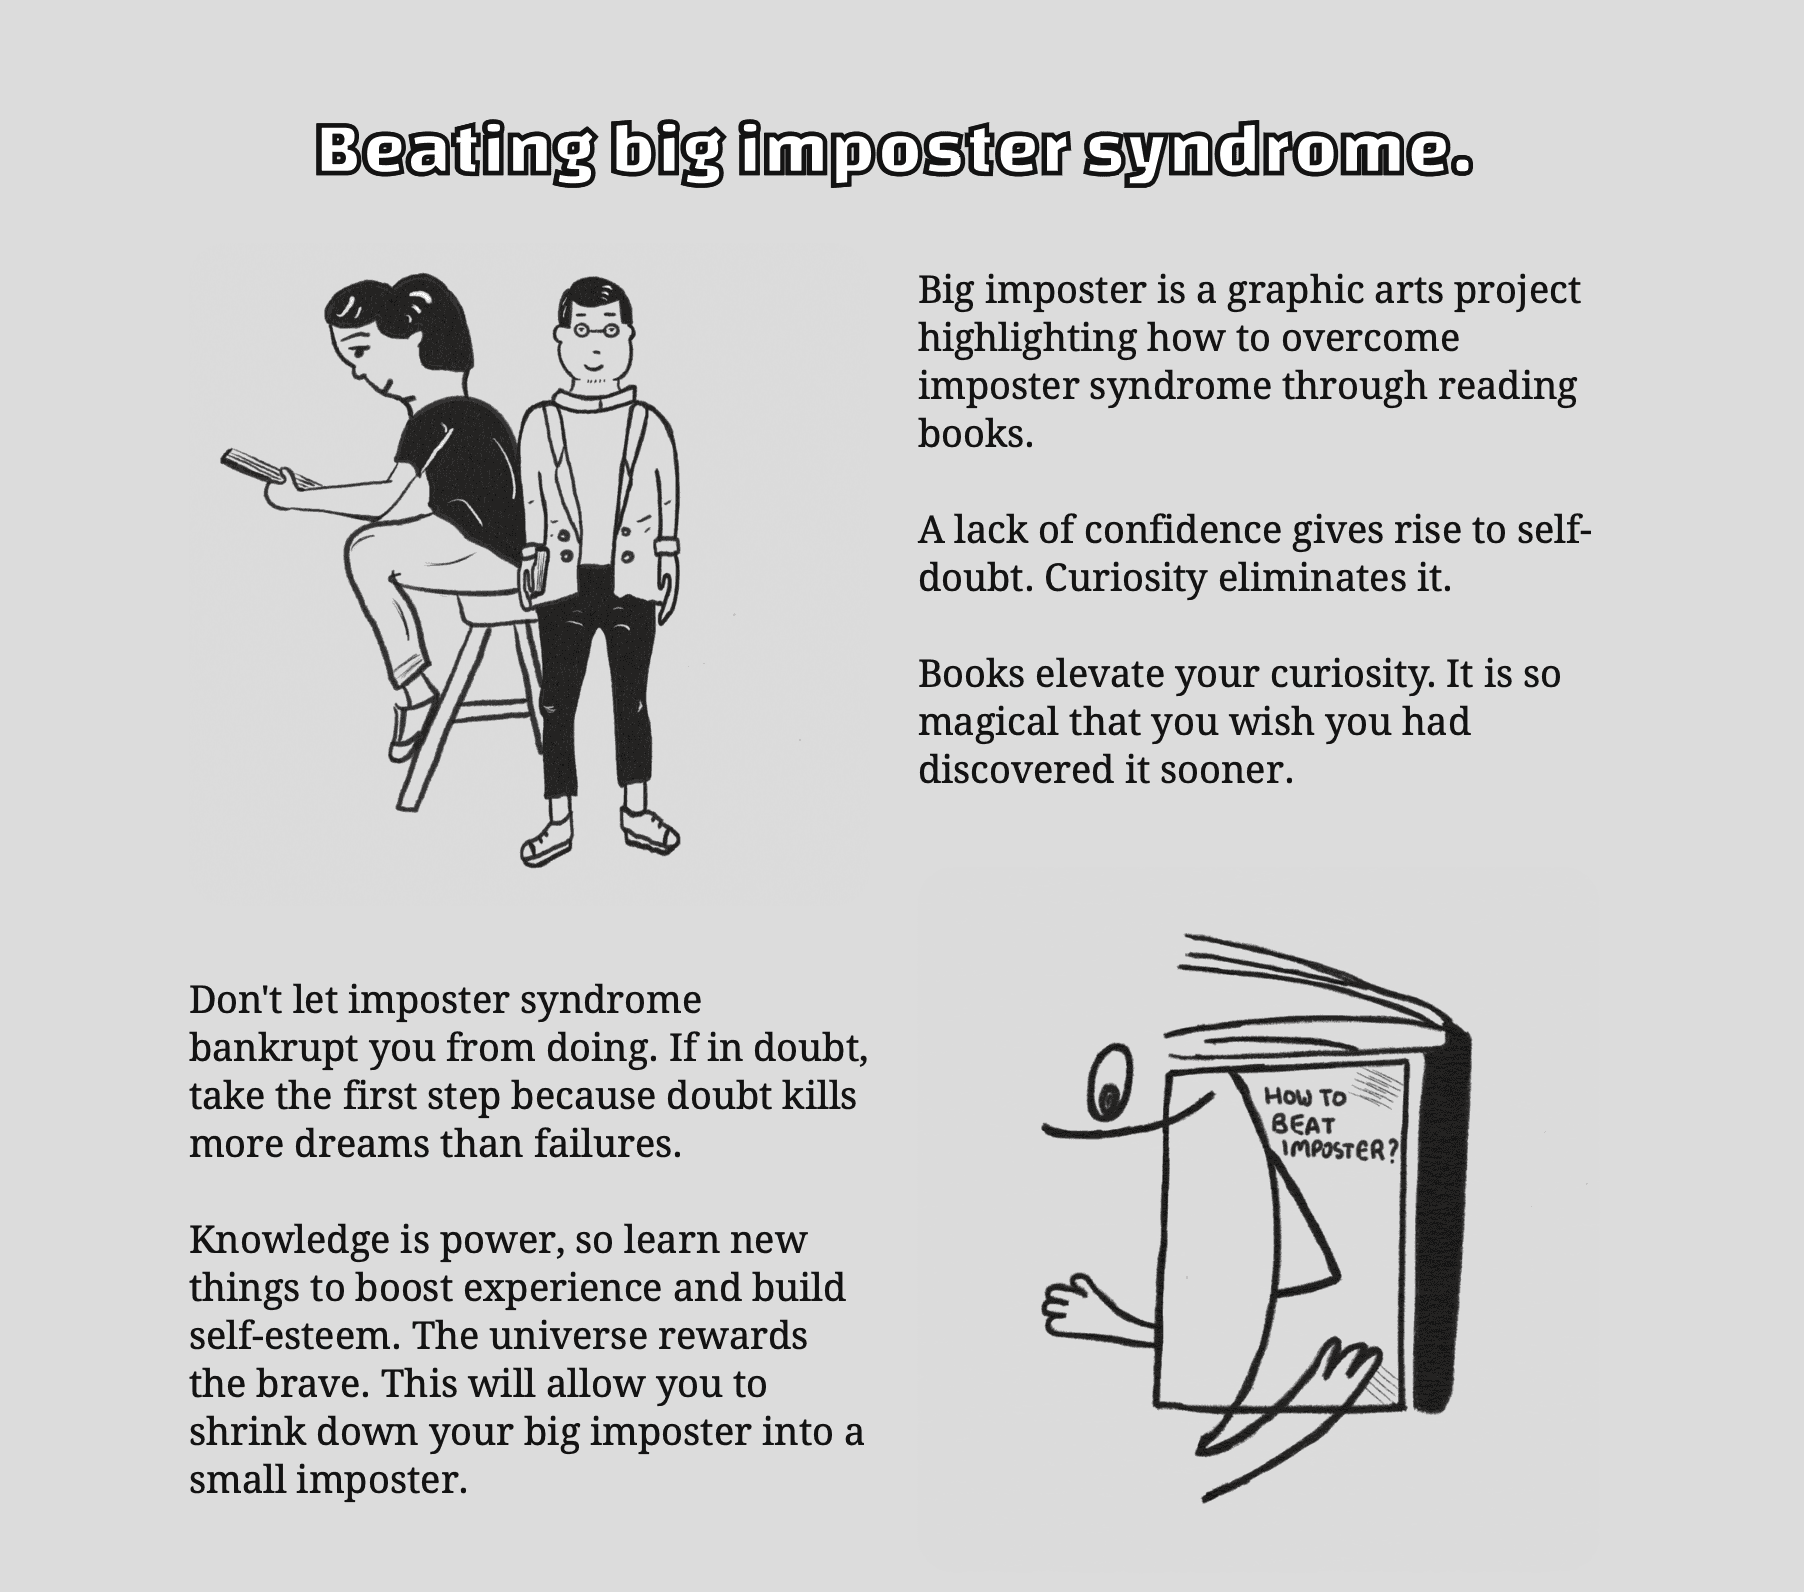 Beating big imposter syndrome.
Big imposter is a graphic arts project
highlighting how to overcome
imposter syndrome through reading
books.
A lack of confidence gives rise to self-
doubt. Curiosity eliminates it.
Books elevate your curiosity. It is so
magical that you wish you had
discovered it sooner.
Don't let imposter syndrome
bankrupt you from doing. If in doubt,
take the first step because doubt kills
more dreams than failures.
Knowledge is power, so learn new
things to boost experience and build
self-esteem. The universe rewards
the brave. This will allow you to
shrink down your big imposter into a
small imposter.
HOW TO
BEAT
IMPOSTER?